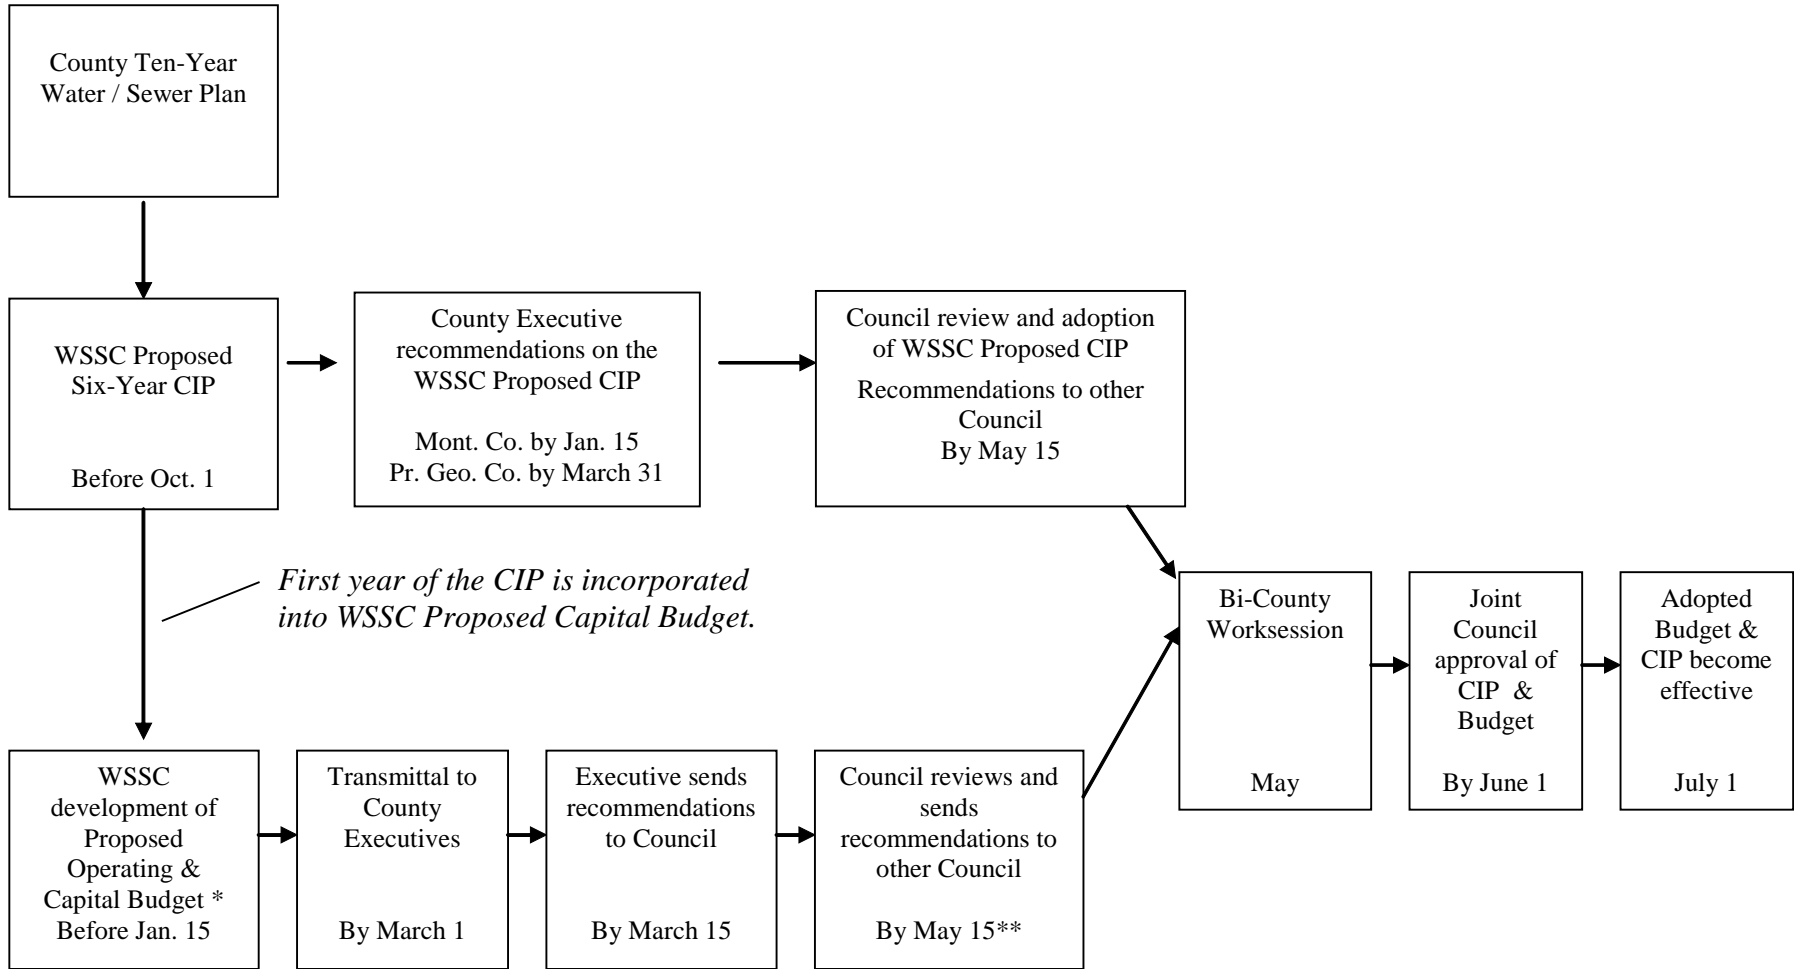 County Ten-Year
Water / Sewer Plan
WSSC Proposed
Six-Year CIP
Before Oct. 1
County Executive
recommendations on the
WSSC Proposed CIP
Mont. Co. by Jan. 15
Pr. Geo. Co. by March 31
Council review and adoption
of WSSC Proposed CIP
Recommendations to other
Council
By May 15
First year of the CIP is incorporated
into WSSC Proposed Capital Budget.
WSSC
development of
Proposed
Operating &
Capital Budget *
Before Jan. 15
Transmittal to
County
Executives
By March 1
Executive sends
recommendations
to Council
By March 15
Council reviews and
sends
recommendations to
other Council
By May 15**
Bi-County
Worksession
May
Joint
Council
approval of
CIP &
Budget
By June 1
Adopted
Budget &
CIP become
effective
July 1